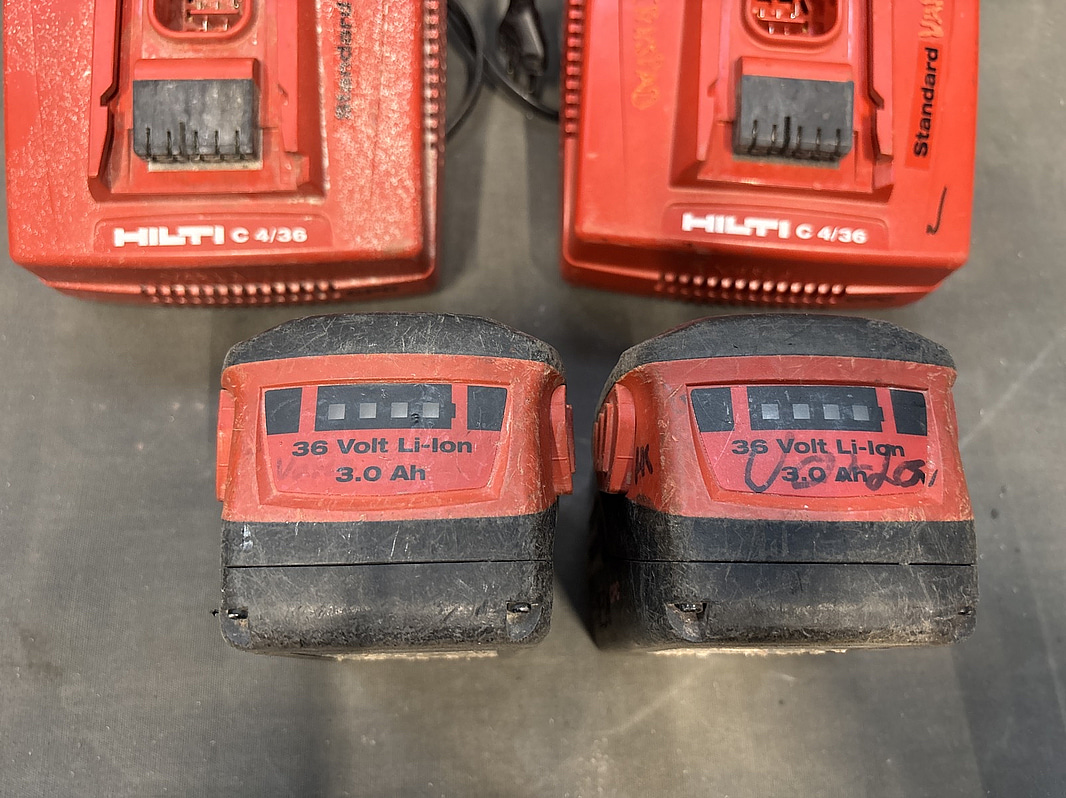 Standard
HILTI C 4/36
Standard
HILTI C 4/36
36 Volt Li-Ion
3.0 Ah
36 Volt Li-Ion
3.0 Ah